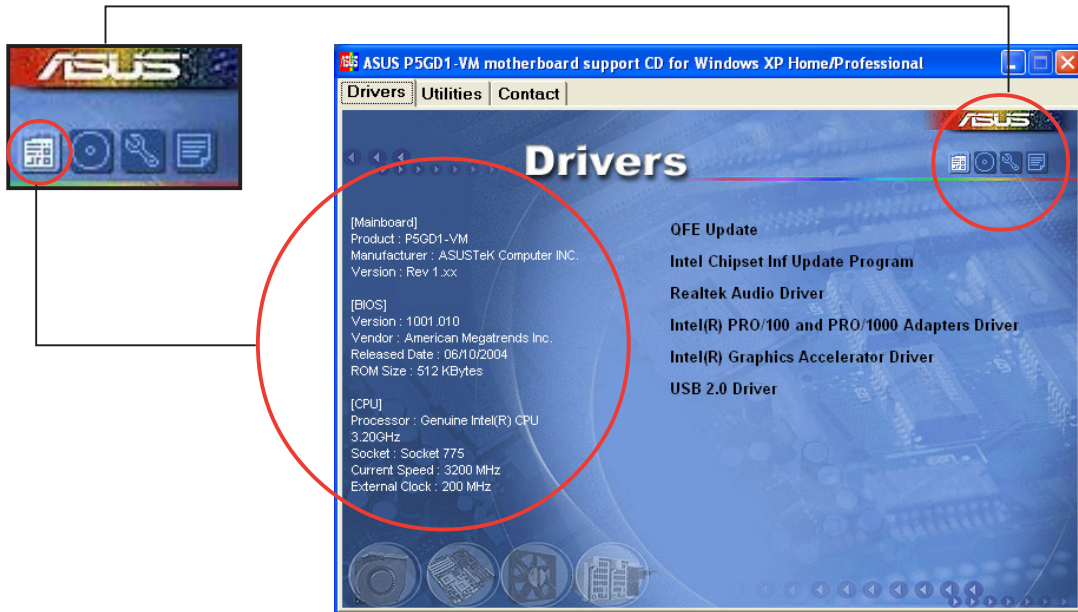 ASUS
ASUS P5GD1-VM motherboard support CD for Windows XP Home/Professional
Drivers Utilities Contact
ASUS
Drivers
[Mainboard]
Product : P5GD1-VM
Manufacturer : ASUSTeK Computer INC.
Version : Rev 1.xx
[BIOS]
Version : 1001.010
Vendor : American Megatrends Inc.
Released Date : 06/10/2004
ROM Size : 512 KBytes
[CPU]
Processor : Genuine Intel(R) CPU
3.20GHz
Socket : Socket 775
Current Speed : 3200 MHz
External Clock : 200 MHz
QFE Update
Intel Chipset Inf Update Program
Realtek Audio Driver
Intel(R) PRO/100 and PRO/1000 Adapters Driver
Intel(R) Graphics Accelerator Driver
USB 2.0 Driver